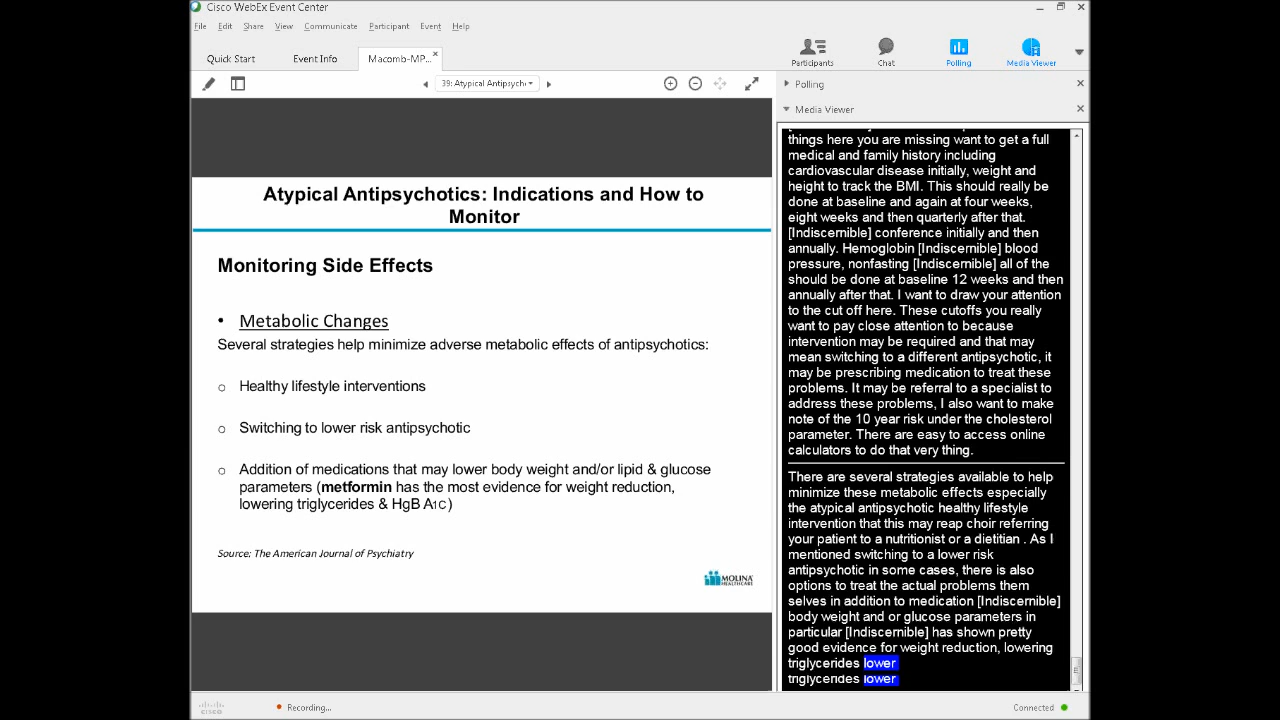 Cisco WebEx Event Center
File Edit Share View Communicate Participant Event Help
Quick Start Event Info Macomb-MP...
Participants Chat Polling Media Viewer
39: Atypical Antipsych
Polling
Media Viewer
Atypical Antipsychotics: Indications and How to
Monitor
Monitoring Side Effects
• Metabolic Changes
Several strategies help minimize adverse metabolic effects of antipsychotics:
o Healthy lifestyle interventions
o Switching to lower risk antipsychotic
o Addition of medications that may lower body weight and/or lipid & glucose
parameters (metformin has the most evidence for weight reduction,
lowering triglycerides & HgB A1C)
Source; The American Journal of Psychiatry
MOLINA
HEALTHCARE
things here you are missing want to get a full
medical and family history including
cardiovascular disease initially, weight and
height to track the BMI. This should really be
done at baseline and again at four weeks,
eight weeks and then quarterly after that.
[Indiscernible] conference initially and then
annually. Hemoglobin [Indiscernible] blood
pressure, nonfasting [Indiscernible] all of the
should be done at baseline 12 weeks and then
annually after that. I want to draw your attention
to the cut off here. These cutoffs you really
want to pay close attention to because
intervention may be required and that may
mean switching to a different antipsychotic, it
may be prescribing medication to treat these
problems. It may be referral to a specialist to
address these problems, I also want to make
note of the 10 year risk under the cholesterol
parameter. There are easy to access online
calculators to do that very thing.
There are several strategies available to help
minimize these metabolic effects especially
the atypical antipsychotic healthy lifestyle
intervention that this may reap choir referring
your patient to a nutritionist or a dietitian . As I
mentioned switching to a lower risk
antipsychotic in some cases, there is also
options to treat the actual problems them
selves in addition to medication [Indiscernible]
body weight and or glucose parameters in
particular [Indiscernible] has shown pretty
good evidence for weight reduction, lowering
triglycerides lower
triglycerides lower
cisco
Recording...
Connected